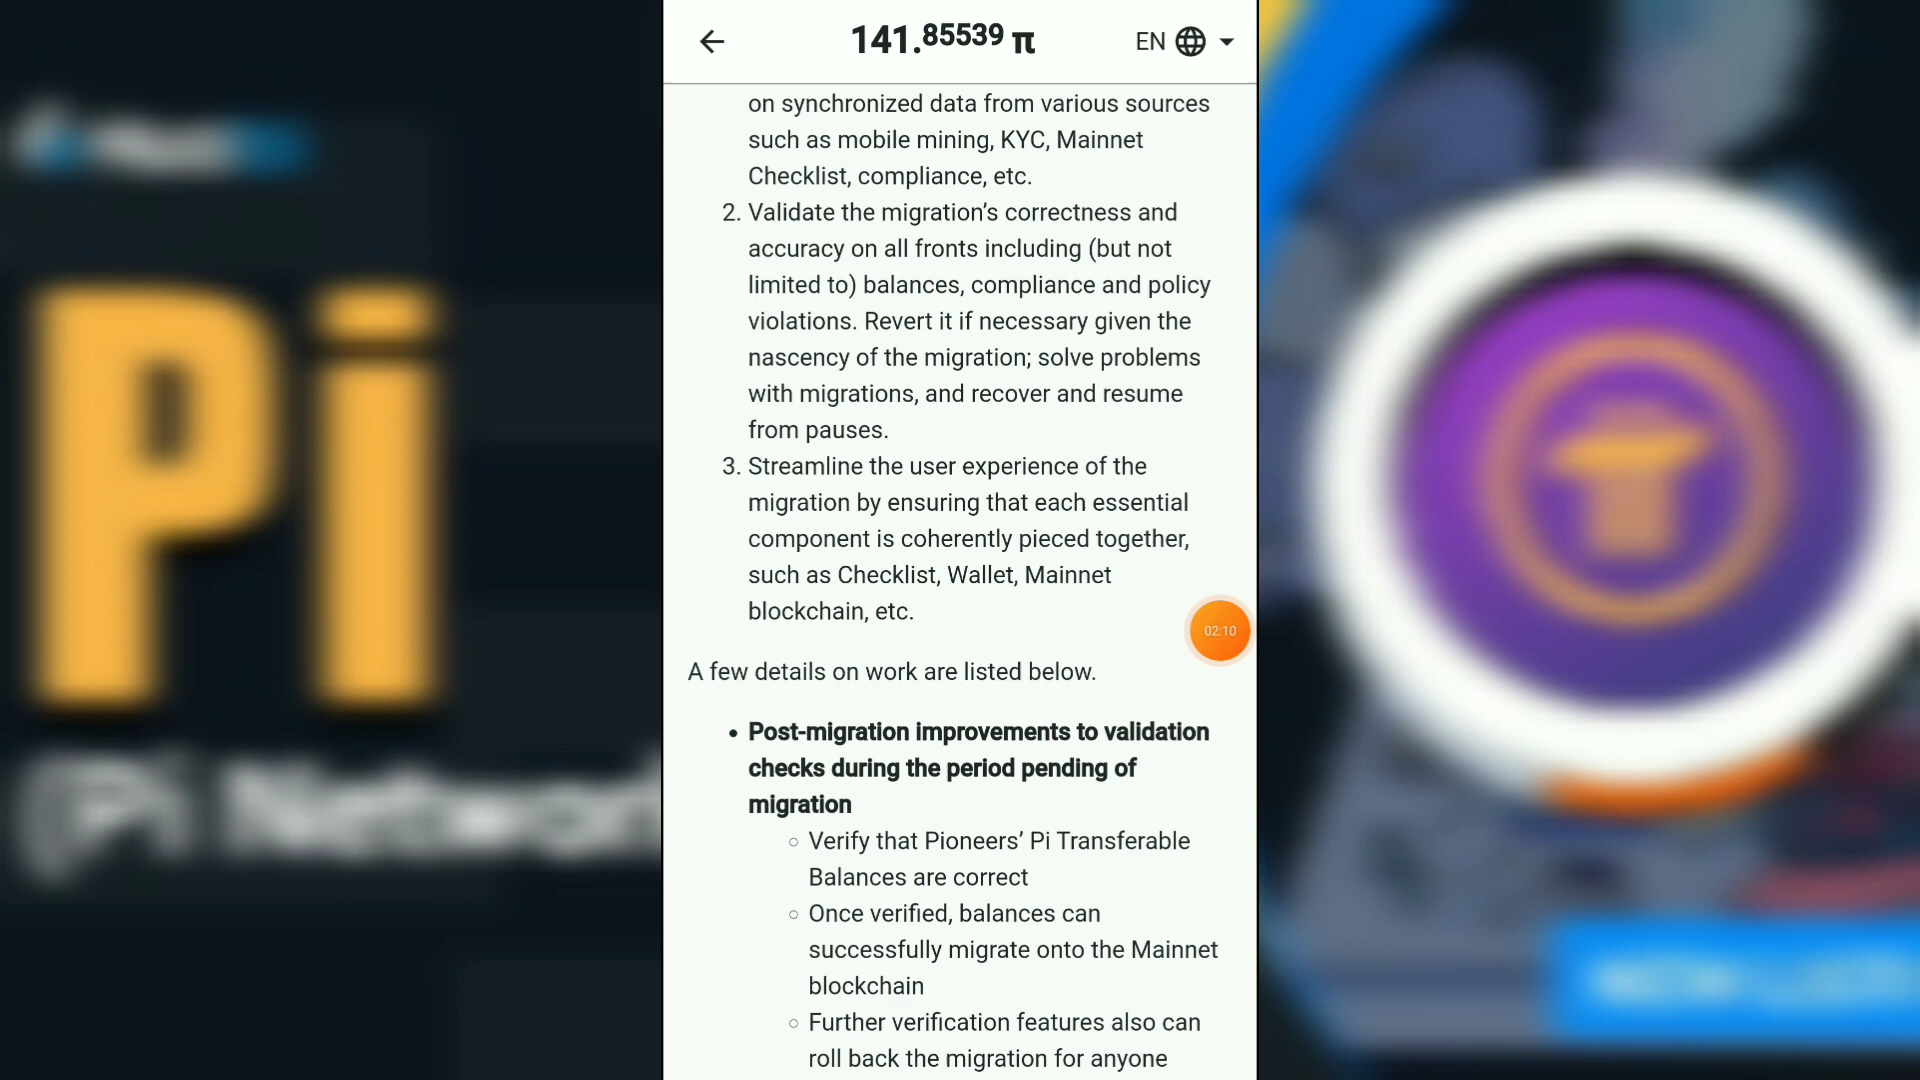 141.85539 π
EN
on synchronized data from various sources
such as mobile mining, KYC, Mainnet
Checklist, compliance, etc.
2. Validate the migration’s correctness and
accuracy on all fronts including (but not
limited to) balances, compliance and policy
violations. Revert it if necessary given the
nascency of the migration; solve problems
with migrations, and recover and resume
from pauses.
3. Streamline the user experience of the
migration by ensuring that each essential
component is coherently pieced together,
such as Checklist, Wallet, Mainnet
blockchain, etc.
02:10
A few details on work are listed below.
• Post-migration improvements to validation
checks during the period pending of
migration
○ Verify that Pioneers’ Pi Transferable
Balances are correct
○ Once verified, balances can
successfully migrate onto the Mainnet
blockchain
○ Further verification features also can
roll back the migration for anyone
Pi
(Pi Network